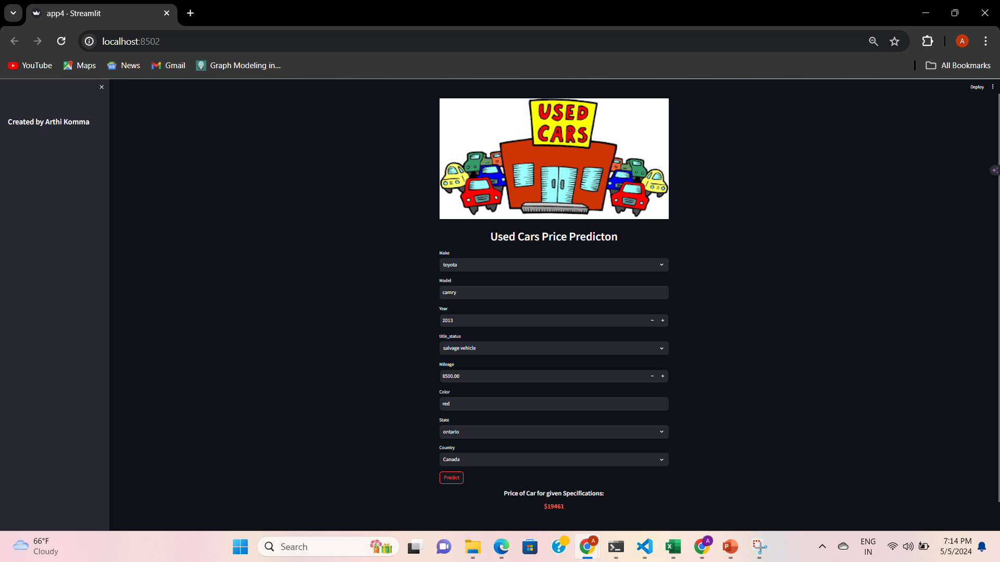 app4 · Streamlit
localhost:8502
A
YouTube
Maps
News
Gmail
Graph Modeling in...
All Bookmarks
Deploy
Created by Arthi Komma
USED
CARS
Used Cars Price Predicton
Make
toyota
Model
camry
Year
2013
title_status
salvage vehicle
Mileage
8500.00
Color
red
State
ontario
Country
Canada
Predict
Price of Car for given Specifications:
$19461
66°F
Cloudy
Search
A
A
ENG
IN
7:14 PM
5/5/2024